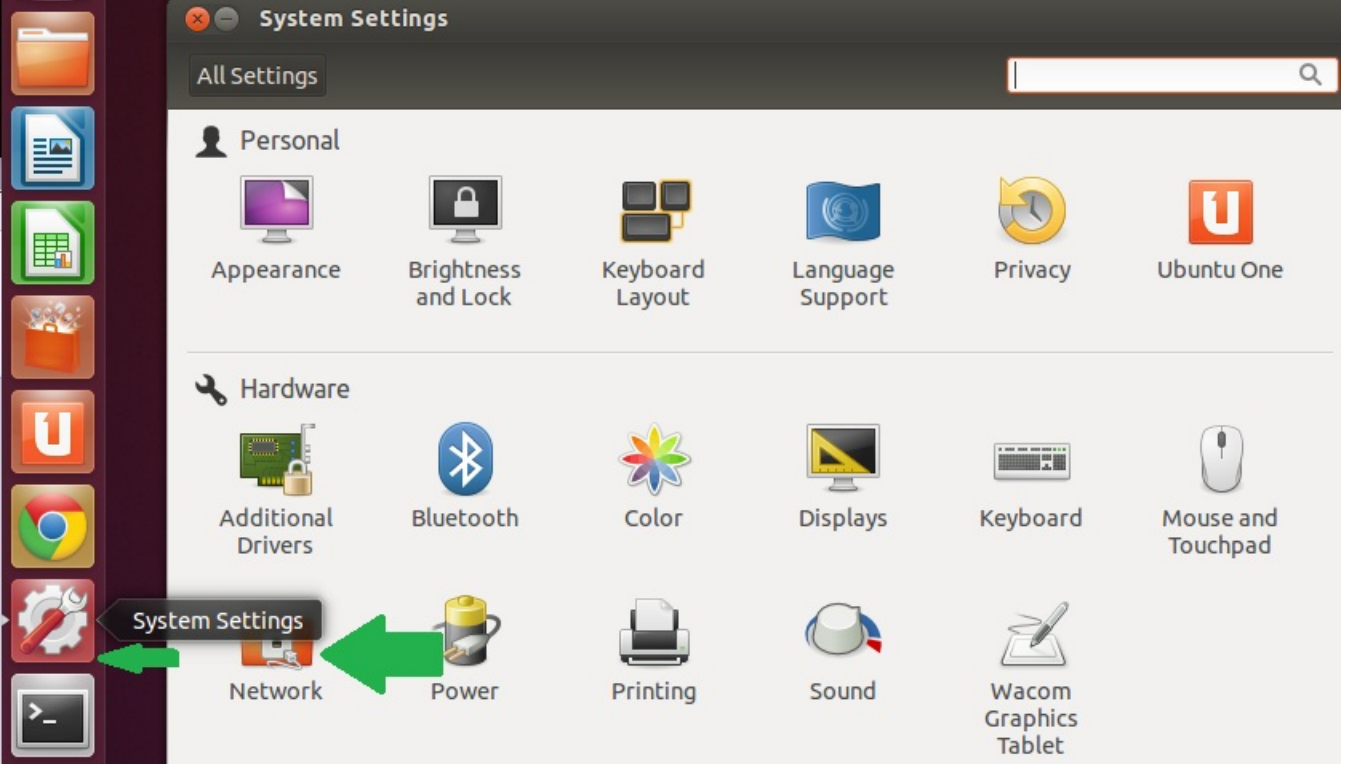 System Settings
All Settings
Personal
Appearance
Brightness
and Lock
Keyboard
Layout
Language
Support
Privacy
Ubuntu One
Hardware
Additional
Drivers
Bluetooth
Color
Displays
Keyboard
Mouse and
Touchpad
System Settings
Network
Power
Printing
Sound
Wacom
Graphics
Tablet